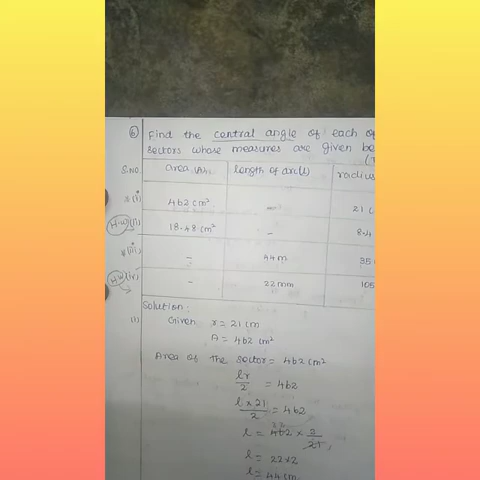 6) Find the central angle of each of
sectors whose measures are given be
S.NO. area (A) length of arc (l) radius
*(i) 462 cm² - 21 c
H.W (ii) 18.48 cm² - 8.4
*(iii) - 44 m 35
HW (iv) - 22 mm 105
Solution:
(i) Given r = 21 cm
A = 462 cm²
Area of the sector = 462 cm²
lr/2 = 462
l x 21/2 = 462
l = 462 x 2/21
l = 22 x 2
l = 44 cm